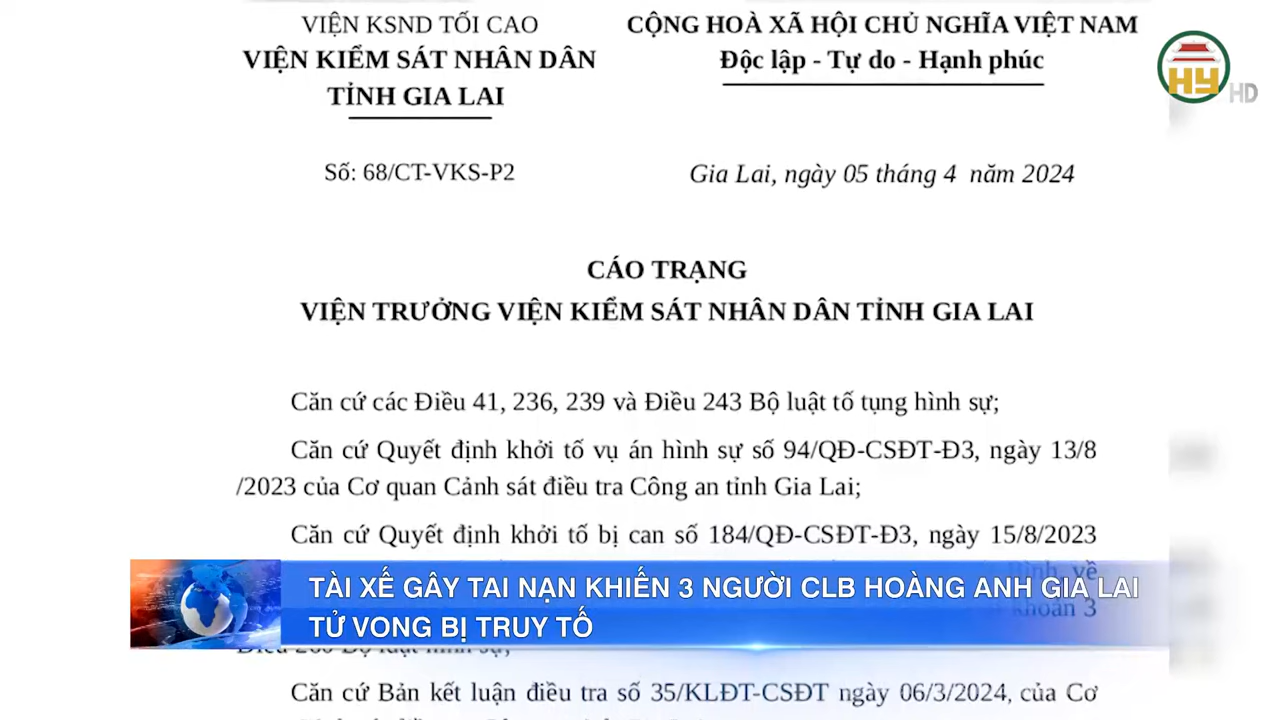 VIỆN KSND TỐI CAO
VIỆN KIỂM SÁT NHÂN DÂN
TỈNH GIA LAI
CỘNG HOÀ XÃ HỘI CHỦ NGHĨA VIỆT NAM
Độc lập - Tự do - Hạnh phúc
HY HD
Số: 68/CT-VKS-P2
Gia Lai, ngày 05 tháng 4 năm 2024
CÁO TRẠNG
VIỆN TRƯỞNG VIỆN KIỂM SÁT NHÂN DÂN TỈNH GIA LAI
Căn cứ các Điều 41, 236, 239 và Điều 243 Bộ luật tố tụng hình sự;
Căn cứ Quyết định khởi tố vụ án hình sự số 94/QĐ-CSĐT-Đ3, ngày 13/8
/2023 của Cơ quan Cảnh sát điều tra Công an tỉnh Gia Lai;
Căn cứ Quyết định khởi tố bị can số 184/QĐ-CSĐT-Đ3, ngày 15/8/2023
Bình, về
khoản 3
TÀI XẾ GÂY TAI NẠN KHIẾN 3 NGƯỜI CLB HOÀNG ANH GIA LAI
TỬ VONG BỊ TRUY TỐ
Căn cứ Bản kết luận điều tra số 35/KLĐT-CSĐT ngày 06/3/2024, của Cơ